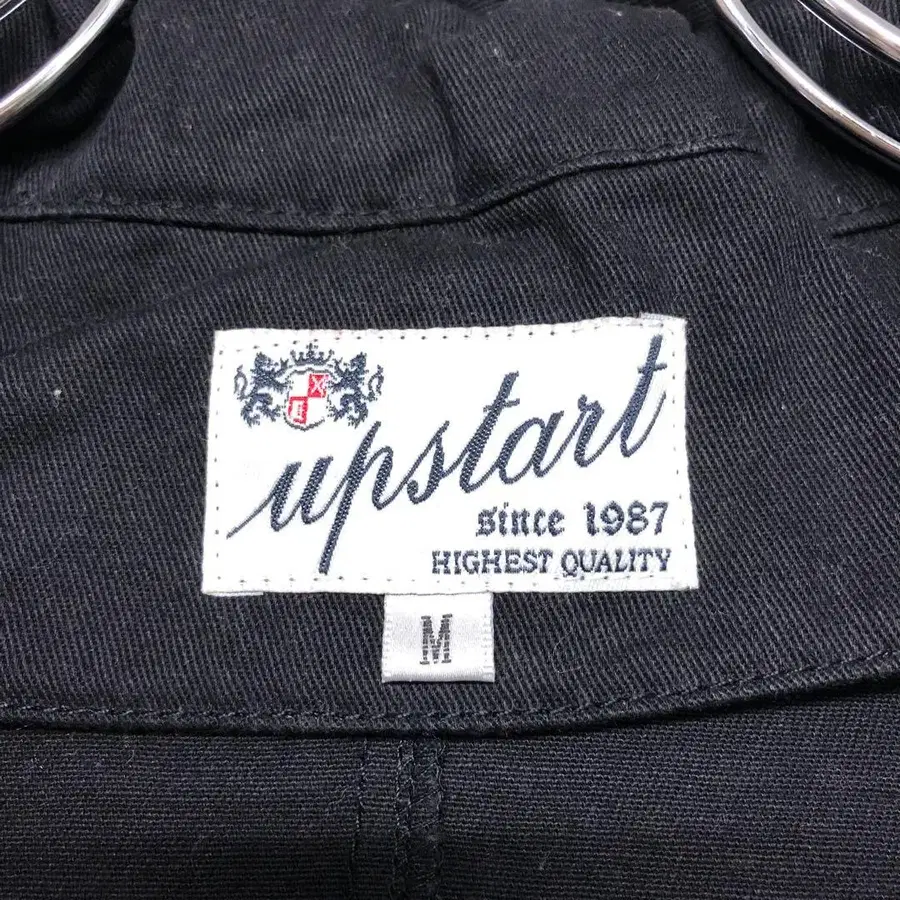 upstart
since 1987
HIGHEST QUALITY
M